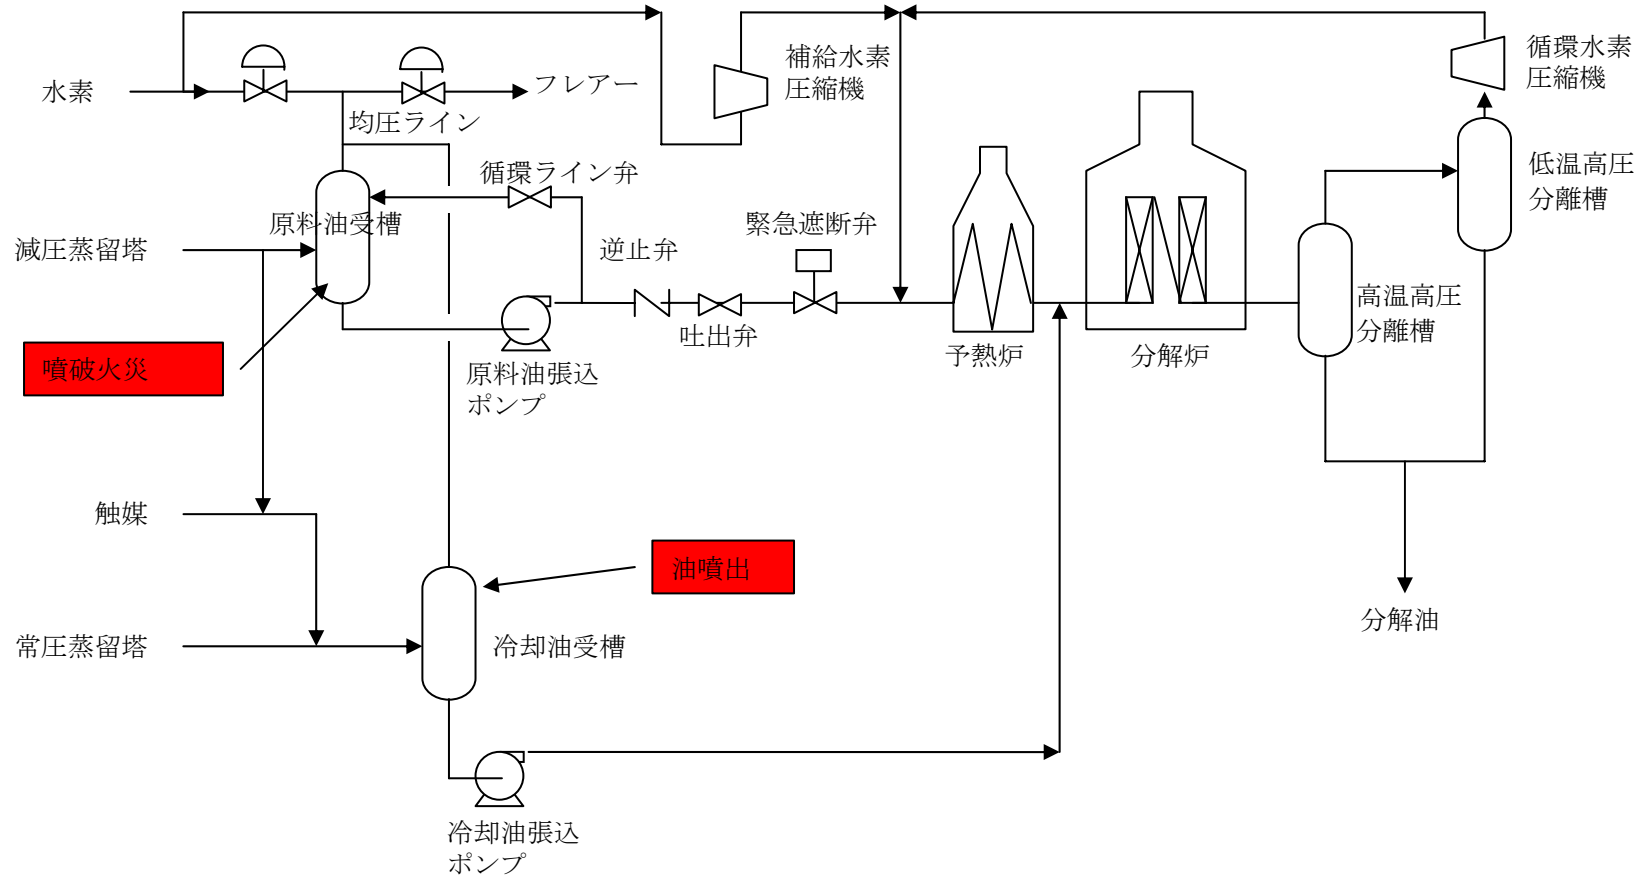 水素
フレアー
均圧ライン
補給水素
圧縮機
循環水素
圧縮機
循環ライン弁
低温高圧
分離槽
原料油受槽
緊急遮断弁
減圧蒸留塔
逆止弁
高温高圧
分離槽
吐出弁
予熱炉
分解炉
噴破火災
原料油張込
ポンプ
触媒
油噴出
分解油
常圧蒸留塔
冷却油受槽
冷却油張込
ポンプ